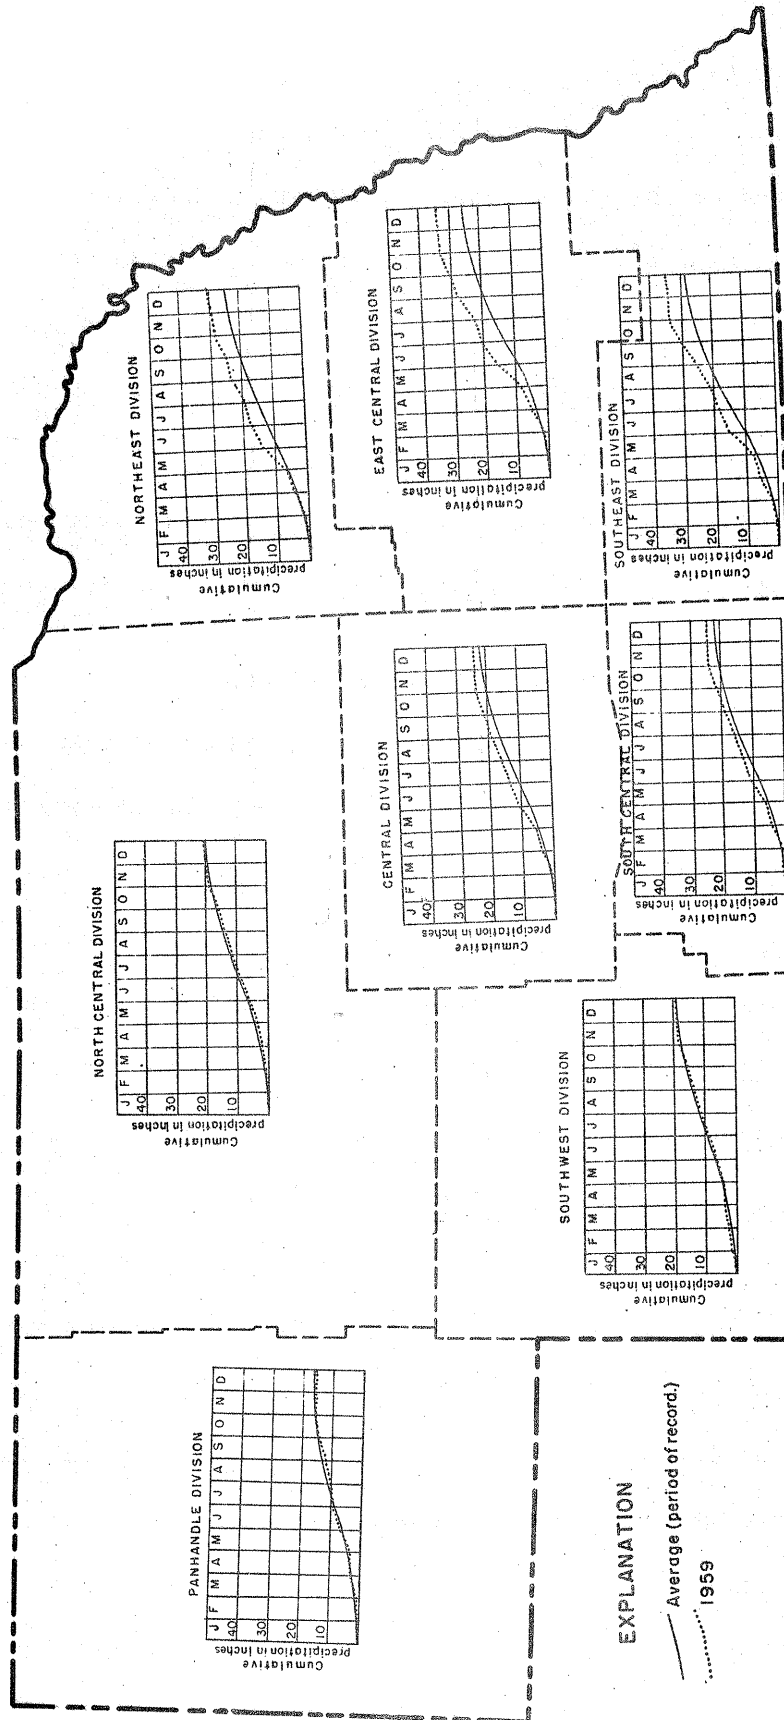 PANHANDLE DIVISION
J F M A M J J A S O N D
40
30
20
10
Cumulative
precipitation in inches
NORTH CENTRAL DIVISION
J F M A M J J A S O N D
40
30
20
10
Cumulative
precipitation in inches
NORTHEAST DIVISION
J F M A M J J A S O N D
40
30
20
10
Cumulative
precipitation in inches
CENTRAL DIVISION
J F M A M J J A S O N D
40
30
20
10
Cumulative
precipitation in inches
EAST CENTRAL DIVISION
J F M A M J J A S O N D
40
30
20
10
Cumulative
precipitation in inches
SOUTHWEST DIVISION
J F M A M J J A S O N D
40
30
20
10
Cumulative
precipitation in inches
SOUTH CENTRAL DIVISION
J F M A M J J A S O N D
40
30
20
10
Cumulative
precipitation in inches
SOUTHEAST DIVISION
J F M A M J J A S O N D
40
30
20
10
Cumulative
precipitation in inches
EXPLANATION
Average (period of record.)
1959